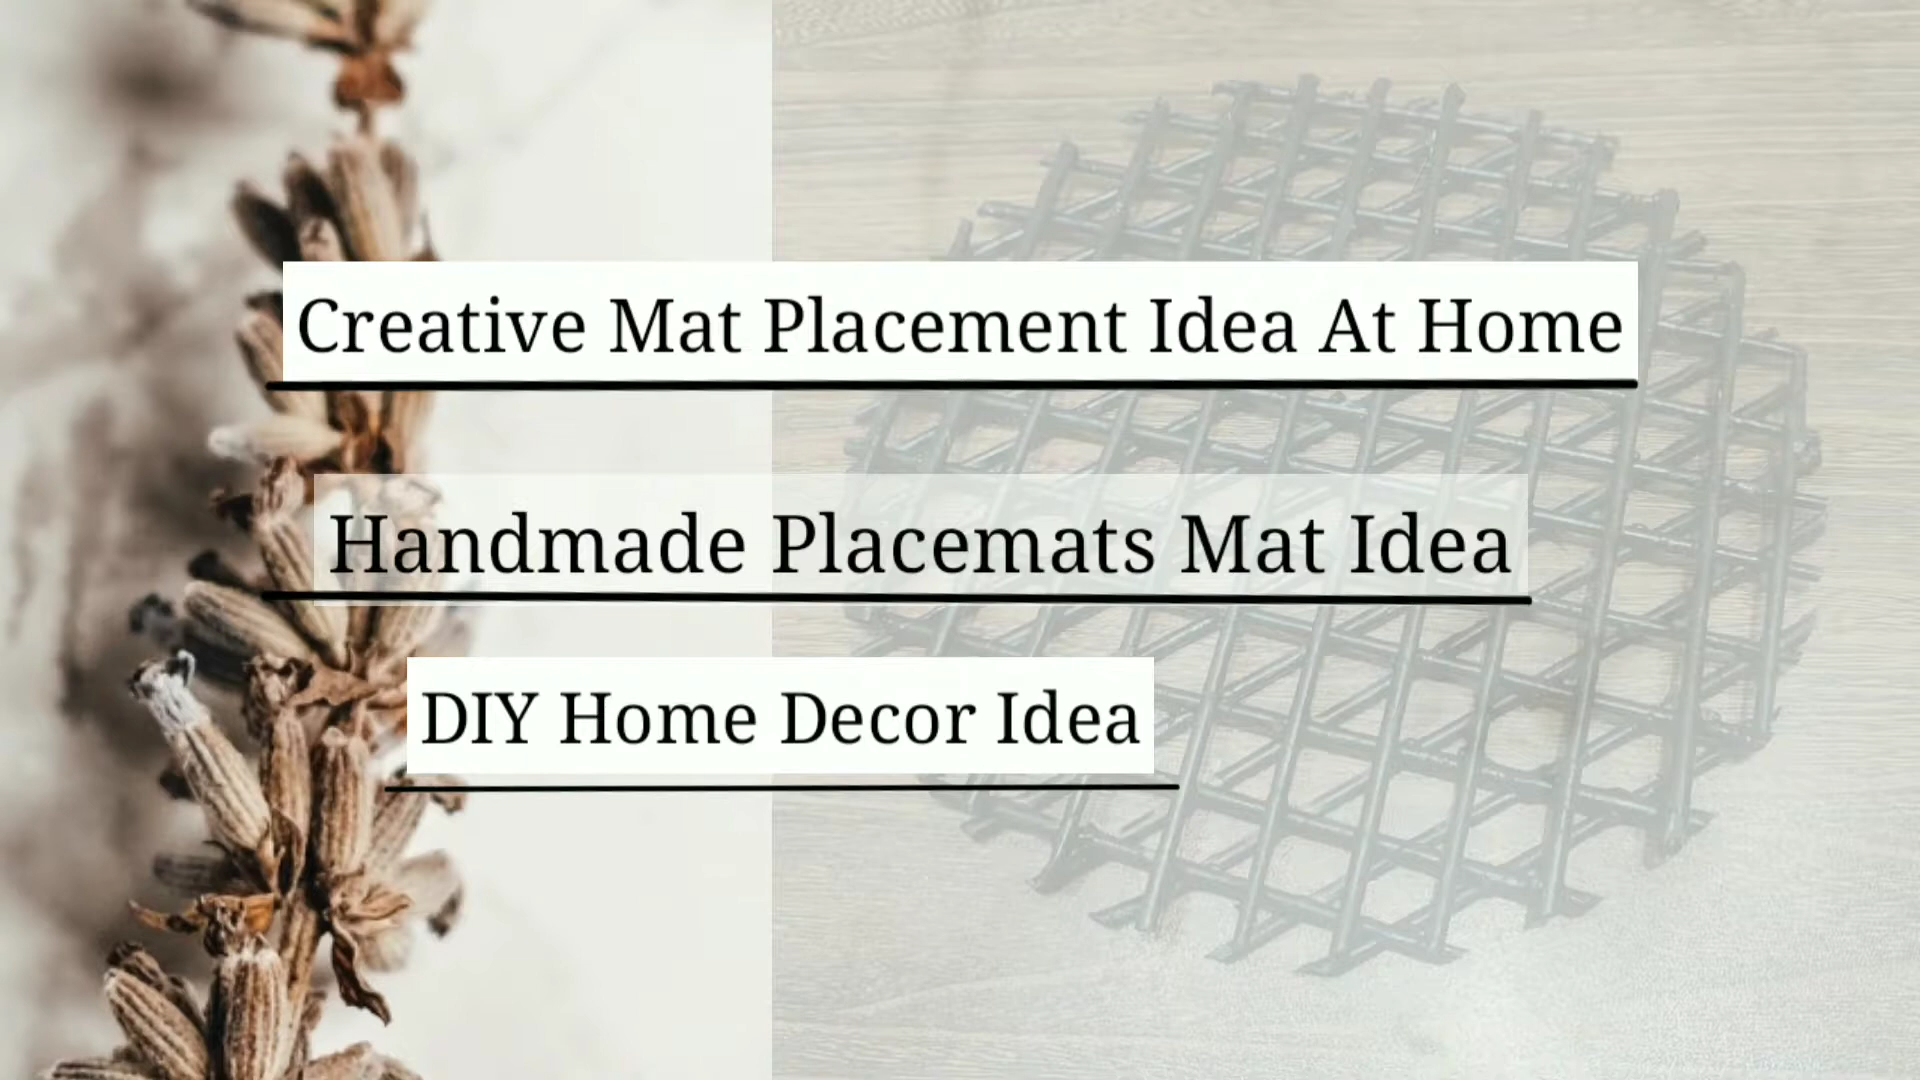 Creative Mat Placement Idea At Home
Handmade Placemats Mat Idea
DIY Home Decor Idea